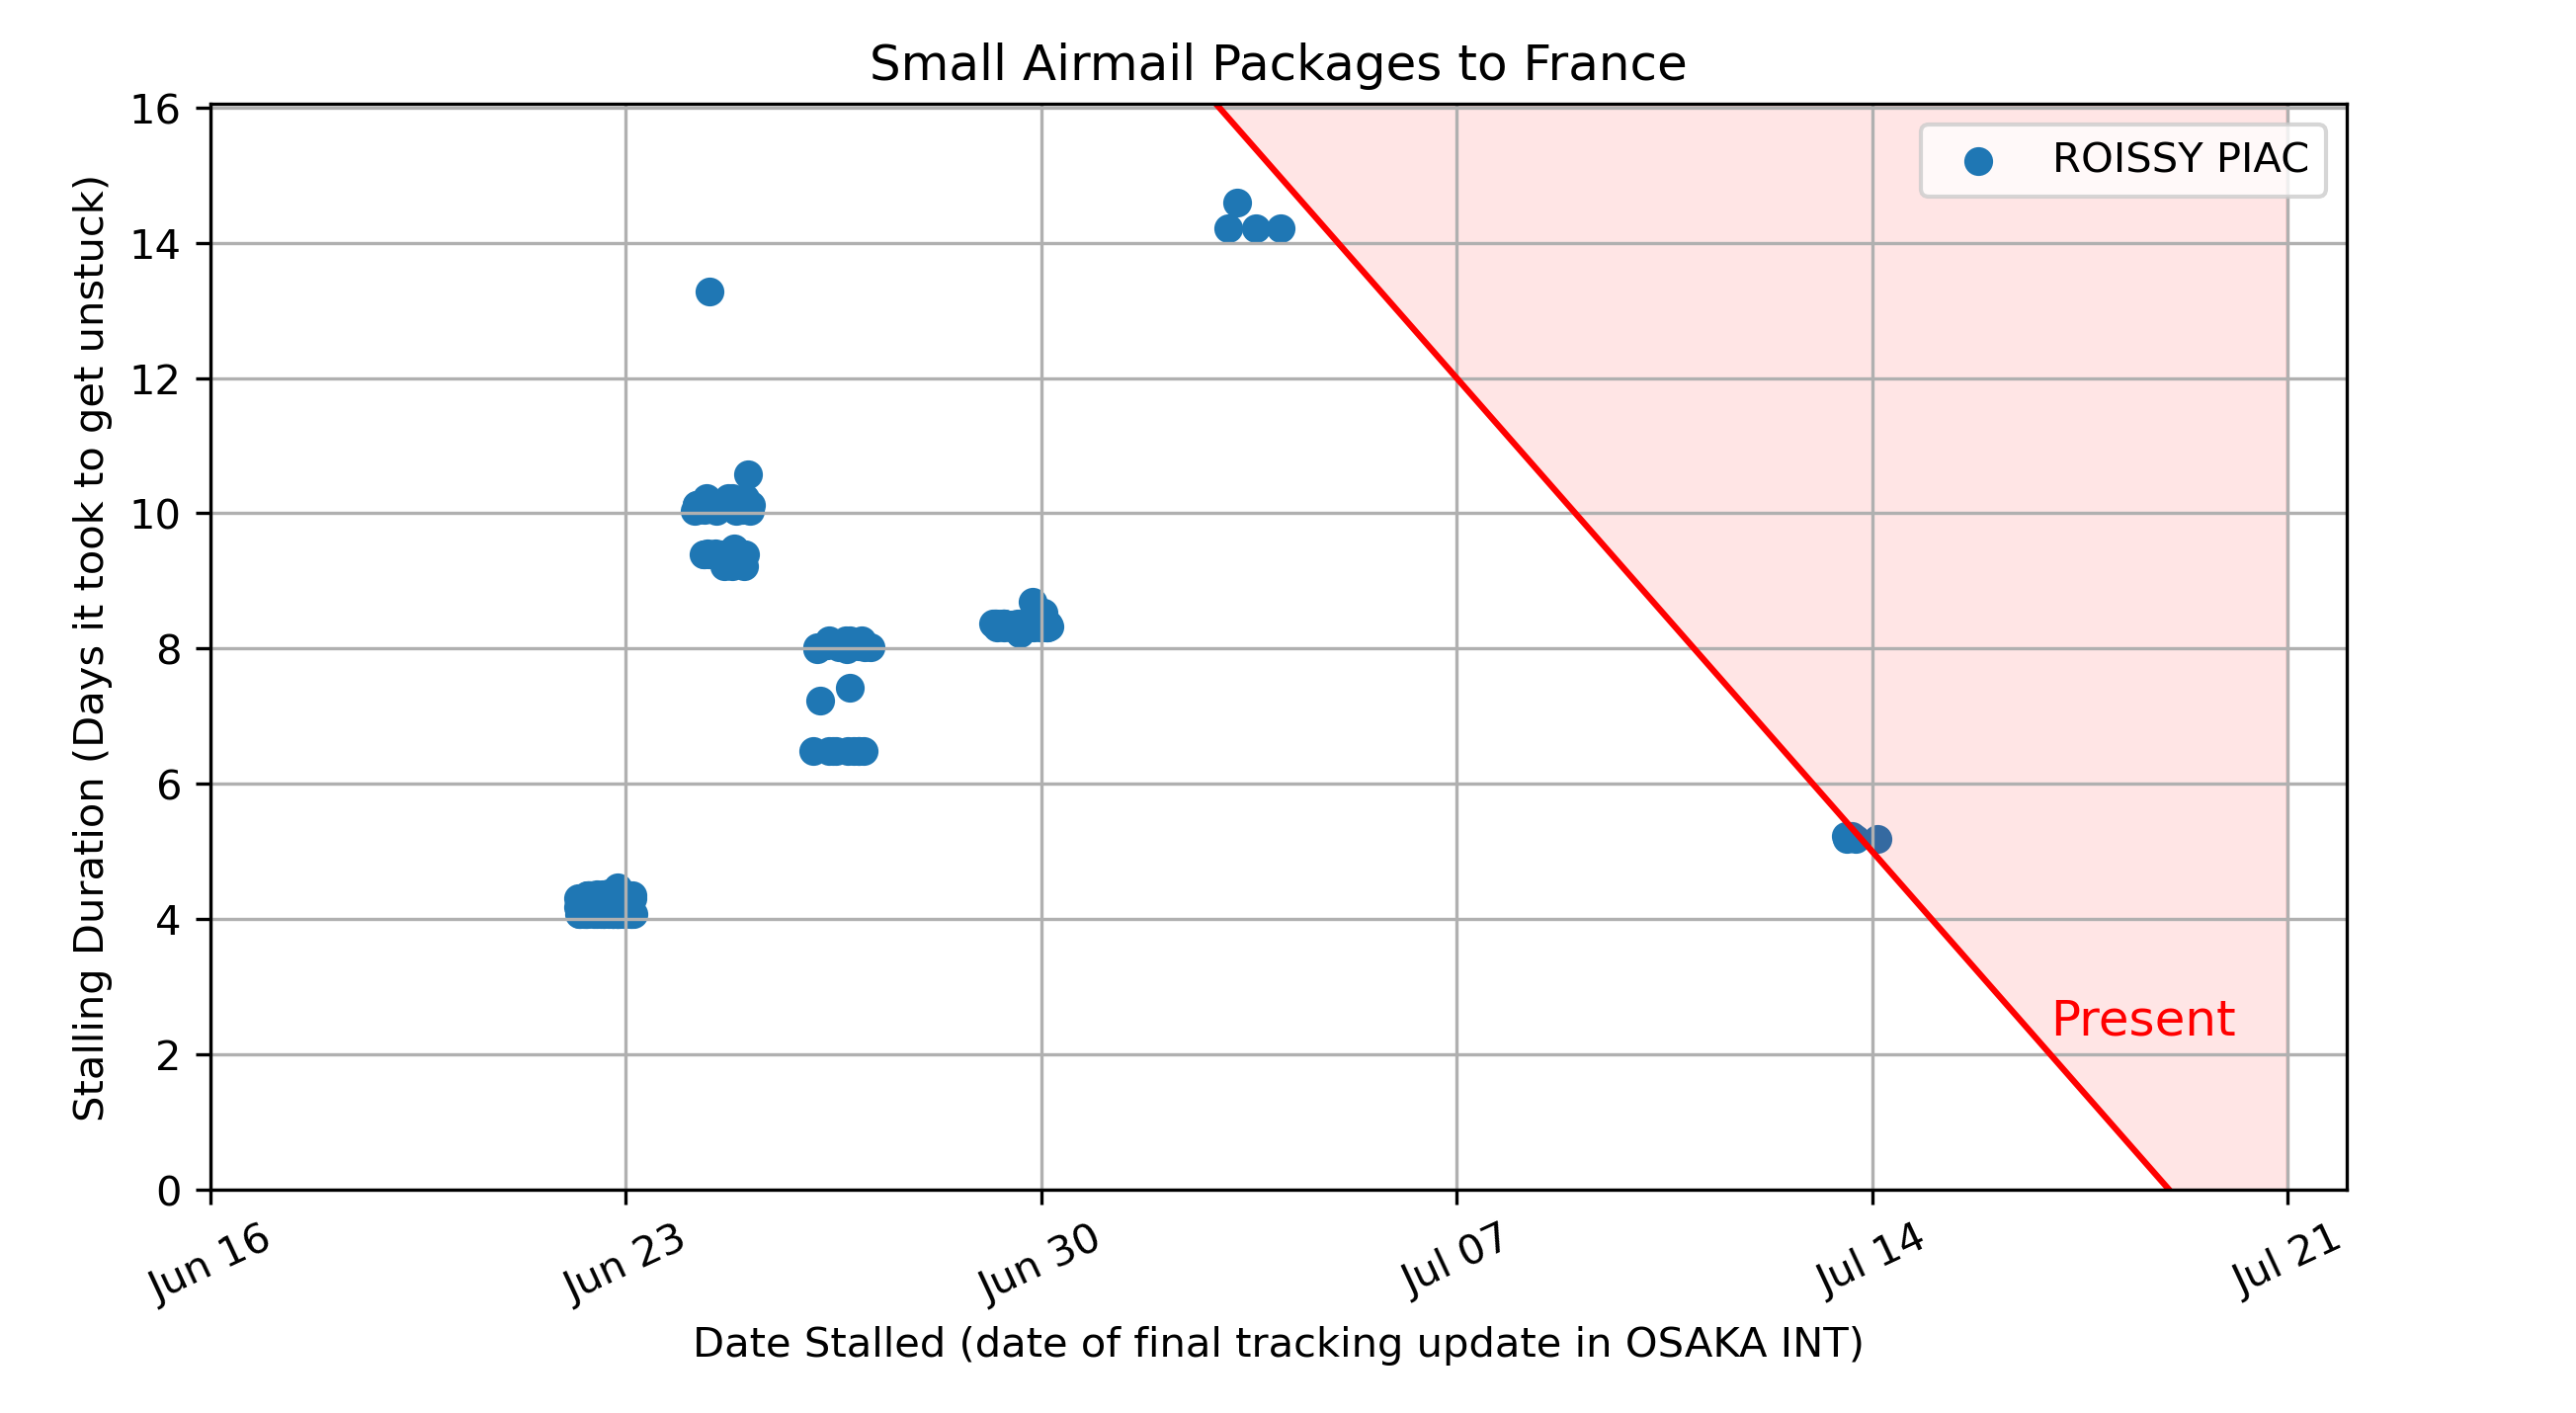 Small Airmail Packages to France
Stalling Duration (Days it took to get unstuck)
16
14
12
10
8
6
4
2
0
ROISSY PIAC
Present
Jun 16
Jun 23
Jun 30
Jul 07
Jul 14
Jul 21
Date Stalled (date of final tracking update in OSAKA INT)